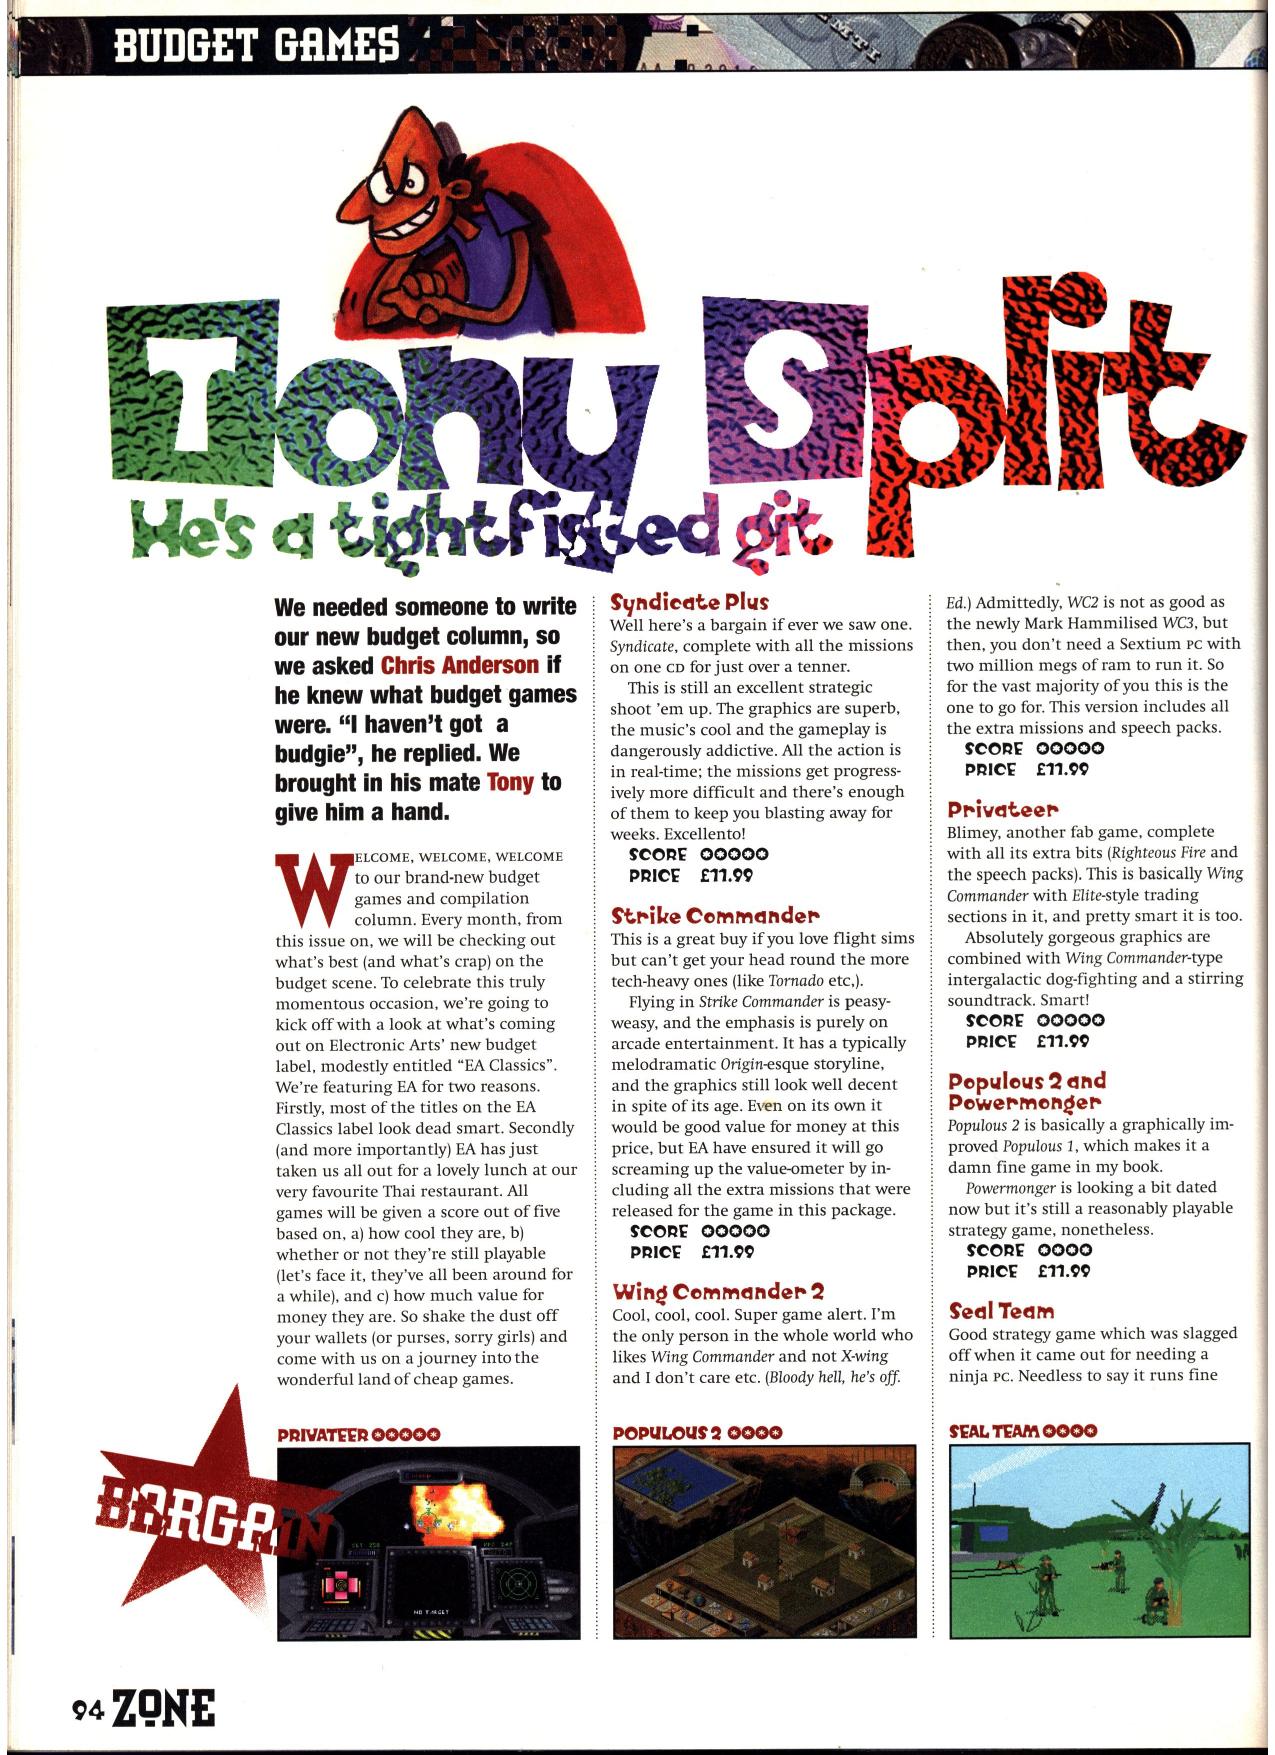 BUDGET GAMES
Tony Split
He's a tightfisted git
We needed someone to write
our new budget column, so
we asked Chris Anderson if
he knew what budget games
were. “I haven’t got a
budgie”, he replied. We
brought in his mate Tony to
give him a hand.
WELCOME, WELCOME, WELCOME
to our brand-new budget
games and compilation
column. Every month, from
this issue on, we will be checking out
what’s best (and what’s crap) on the
budget scene. To celebrate this truly
momentous occasion, we’re going to
kick off with a look at what’s coming
out on Electronic Arts’ new budget
label, modestly entitled “EA Classics”.
We’re featuring EA for two reasons.
Firstly, most of the titles on the EA
Classics label look dead smart. Secondly
(and more importantly) EA has just
taken us all out for a lovely lunch at our
very favourite Thai restaurant. All
games will be given a score out of five
based on, a) how cool they are, b)
whether or not they’re still playable
(let’s face it, they’ve all been around for
a while), and c) how much value for
money they are. So shake the dust off
your wallets (or purses, sorry girls) and
come with us on a journey into the
wonderful land of cheap games.
Syndicate Plus
Well here’s a bargain if ever we saw one.
Syndicate, complete with all the missions
on one CD for just over a tenner.
This is still an excellent strategic
shoot ’em up. The graphics are superb,
the music’s cool and the gameplay is
dangerously addictive. All the action is
in real-time; the missions get progress-
ively more difficult and there’s enough
of them to keep you blasting away for
weeks. Excellento!
SCORE ✪✪✪✪✪
PRICE £11.99
Strike Commander
This is a great buy if you love flight sims
but can’t get your head round the more
tech-heavy ones (like Tornado etc,).
Flying in Strike Commander is peasy-
weasy, and the emphasis is purely on
arcade entertainment. It has a typically
melodramatic Origin-esque storyline,
and the graphics still look well decent
in spite of its age. Even on its own it
would be good value for money at this
price, but EA have ensured it will go
screaming up the value-ometer by in-
cluding all the extra missions that were
released for the game in this package.
SCORE ✪✪✪✪✪
PRICE £11.99
Wing Commander 2
Cool, cool, cool. Super game alert. I’m
the only person in the whole world who
likes Wing Commander and not X-wing
and I don’t care etc. (Bloody hell, he’s off.
Ed.) Admittedly, WC2 is not as good as
the newly Mark Hammilised WC3, but
then, you don’t need a Sextium PC with
two million megs of ram to run it. So
for the vast majority of you this is the
one to go for. This version includes all
the extra missions and speech packs.
SCORE ✪✪✪✪✪
PRICE £11.99
Privateer
Blimey, another fab game, complete
with all its extra bits (Righteous Fire and
the speech packs). This is basically Wing
Commander with Elite-style trading
sections in it, and pretty smart it is too.
Absolutely gorgeous graphics are
combined with Wing Commander-type
intergalactic dog-fighting and a stirring
soundtrack. Smart!
SCORE ✪✪✪✪✪
PRICE £11.99
Populous 2 and
Powermonger
Populous 2 is basically a graphically im-
proved Populous 1, which makes it a
damn fine game in my book.
Powermonger is looking a bit dated
now but it’s still a reasonably playable
strategy game, nonetheless.
SCORE ✪✪✪✪
PRICE £11.99
Seal Team
Good strategy game which was slagged
off when it came out for needing a
ninja PC. Needless to say it runs fine
BARGAIN
PRIVATEER ✪✪✪✪✪
NO TARGET
POPULOUS 2 ✪✪✪✪
SEAL TEAM ✪✪✪✪
94 ZONE